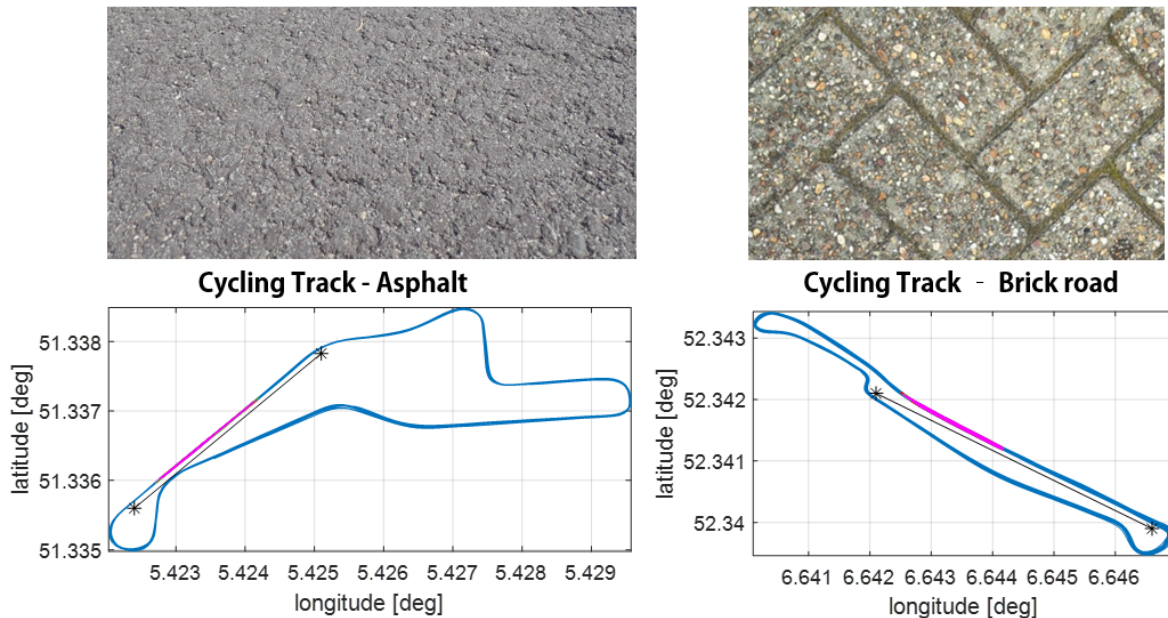 Cycling Track - Asphalt
Cycling Track - Brick road
51.338
51.337
51.336
51.335
latitude [deg]
5.423 5.424 5.425 5.426 5.427 5.428 5.429
longitude [deg]
52.343
52.342
52.341
52.34
latitude [deg]
6.641 6.642 6.643 6.644 6.645 6.646
longitude [deg]